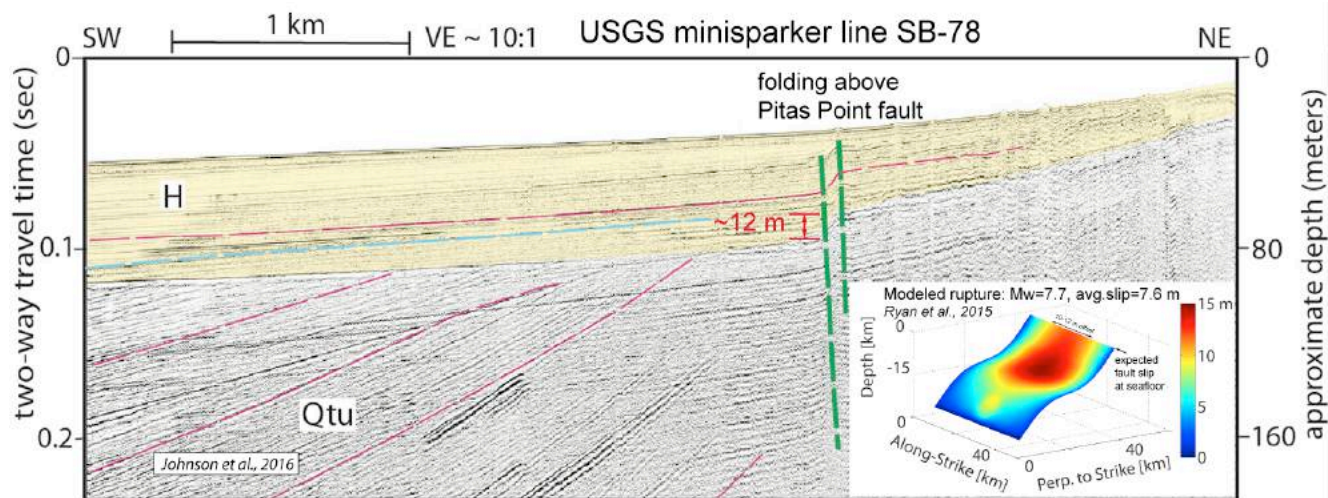 1 km
SW
VE ~ 10:1
USGS minisparker line SB-78
NE
0
0
two-way travel time (sec)
approximate depth (meters)
folding above
Pitas Point fault
H
~12 m
0.1
80
Qtu
0.2
160
Johnson et al., 2016
Modeled rupture: Mw=7.7, avg.slip=7.6 m
Ryan et al., 2015
15 m
10
5
0
expected
fault slip
at seafloor
Depth [km]
0
-15
0
40
Along-Strike [km]
0
40
Perp. to Strike [km]